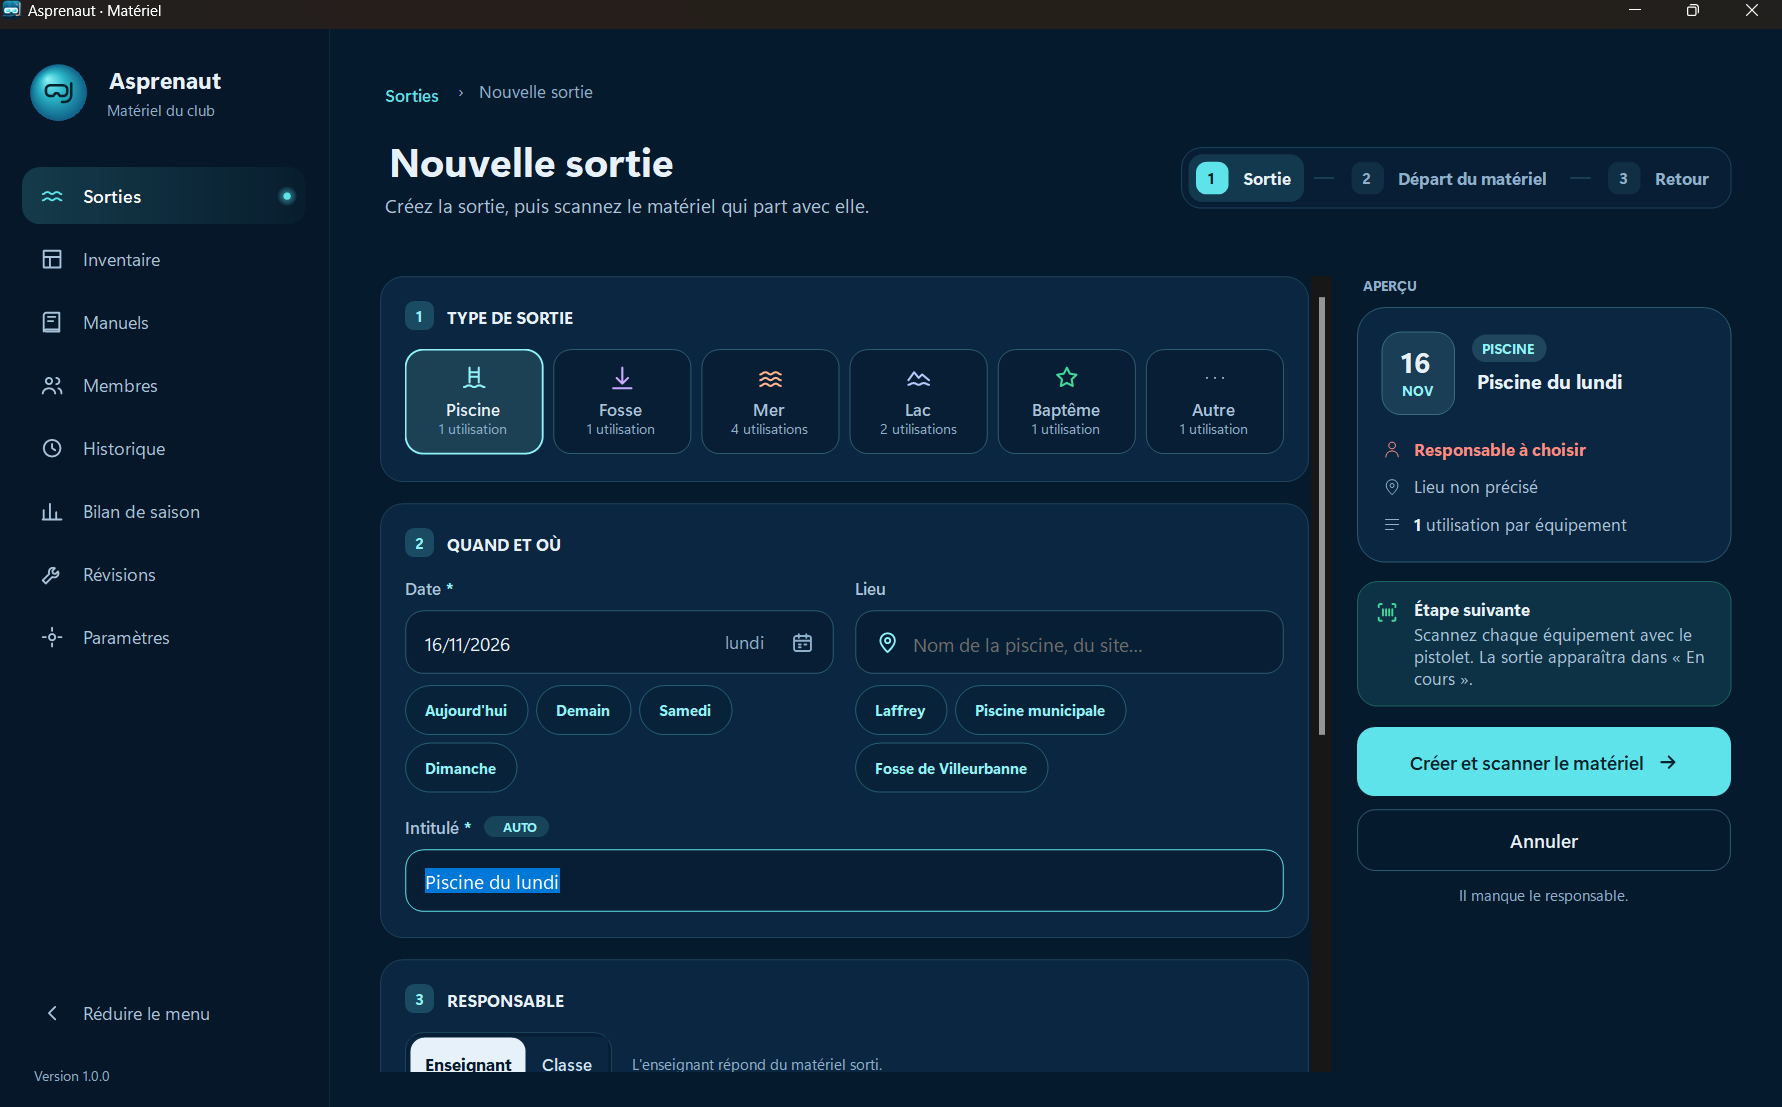 Asprenaut · Matériel
Asprenaut
Matériel du club
Sorties
Inventaire
Manuels
Membres
Historique
Bilan de saison
Révisions
Paramètres
Réduire le menu
Version 1.0.0
Sorties › Nouvelle sortie
Nouvelle sortie
Créez la sortie, puis scannez le matériel qui part avec elle.
1 Sortie — 2 Départ du matériel — 3 Retour
1 TYPE DE SORTIE
Piscine
1 utilisation
Fosse
1 utilisation
Mer
4 utilisations
Lac
2 utilisations
Baptême
1 utilisation
Autre
1 utilisation
2 QUAND ET OÙ
Date *
16/11/2026 lundi
Aujourd'hui Demain Samedi
Dimanche
Lieu
Nom de la piscine, du site...
Laffrey Piscine municipale
Fosse de Villeurbanne
Intitulé * AUTO
Piscine du lundi
3 RESPONSABLE
Enseignant Classe L'enseignant répond du matériel sorti.
APERÇU
16
NOV
PISCINE
Piscine du lundi
Responsable à choisir
Lieu non précisé
1 utilisation par équipement
Étape suivante
Scannez chaque équipement avec le
pistolet. La sortie apparaîtra dans « En
cours ».
Créer et scanner le matériel →
Annuler
Il manque le responsable.